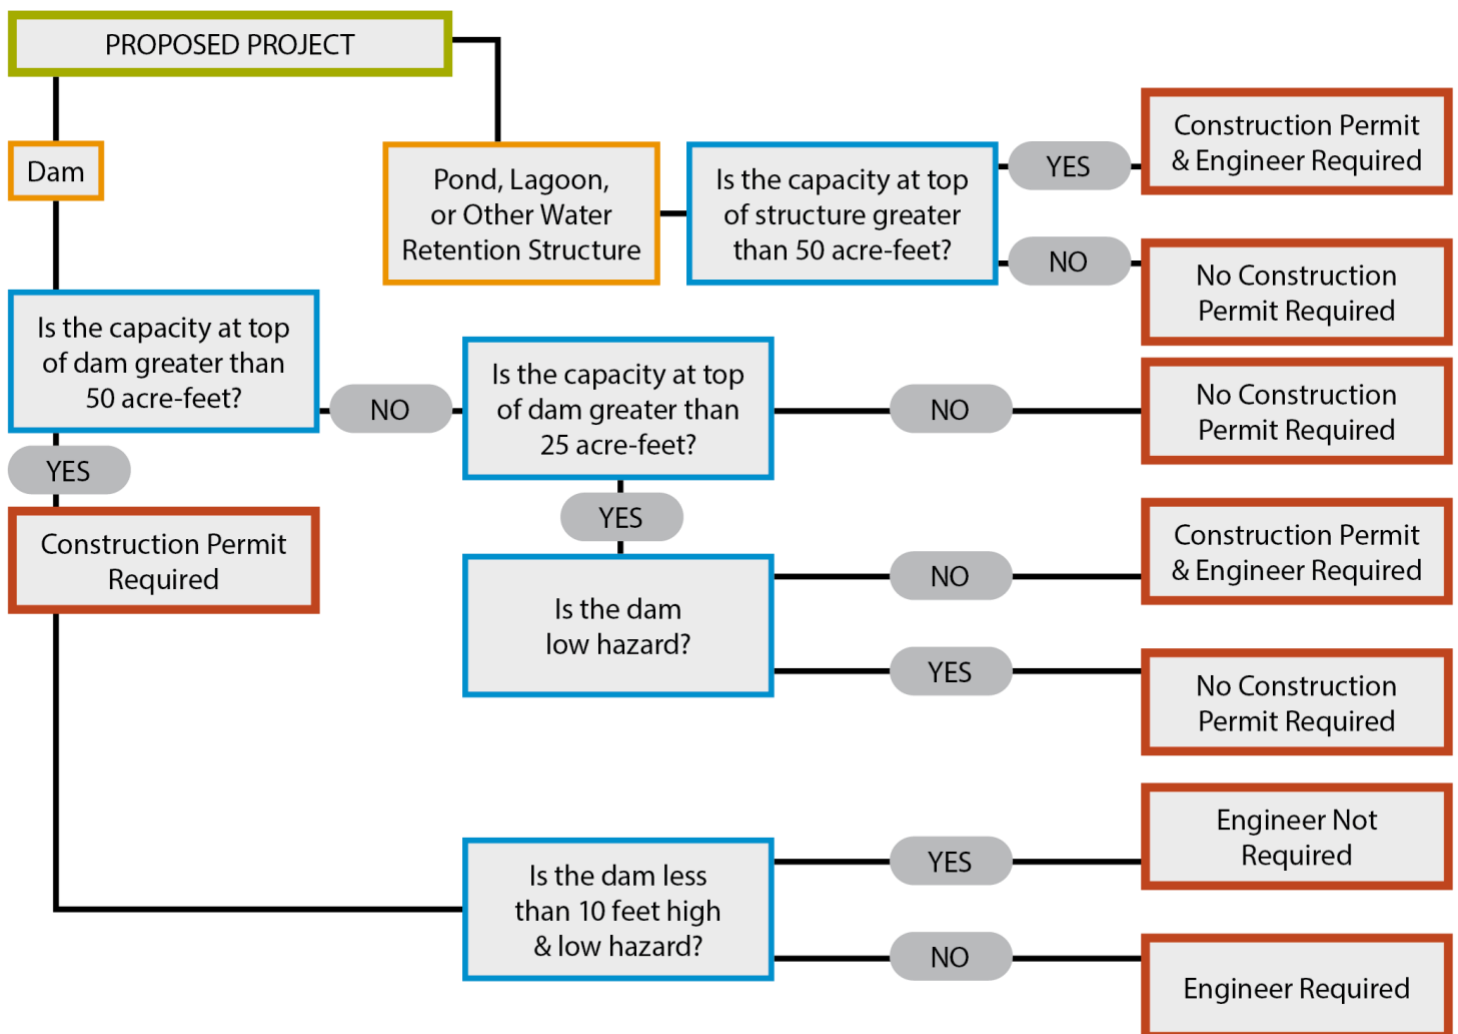 PROPOSED PROJECT
Dam
Pond, Lagoon,
or Other Water
Retention Structure
Is the capacity at top
of structure greater
than 50 acre-feet?
YES
Construction Permit
& Engineer Required
NO
No Construction
Permit Required
Is the capacity at top
of dam greater than
50 acre-feet?
NO
Is the capacity at top
of dam greater than
25 acre-feet?
NO
No Construction
Permit Required
YES
Construction Permit
Required
YES
Is the dam
low hazard?
NO
Construction Permit
& Engineer Required
YES
No Construction
Permit Required
Is the dam less
than 10 feet high
& low hazard?
YES
Engineer Not
Required
NO
Engineer Required